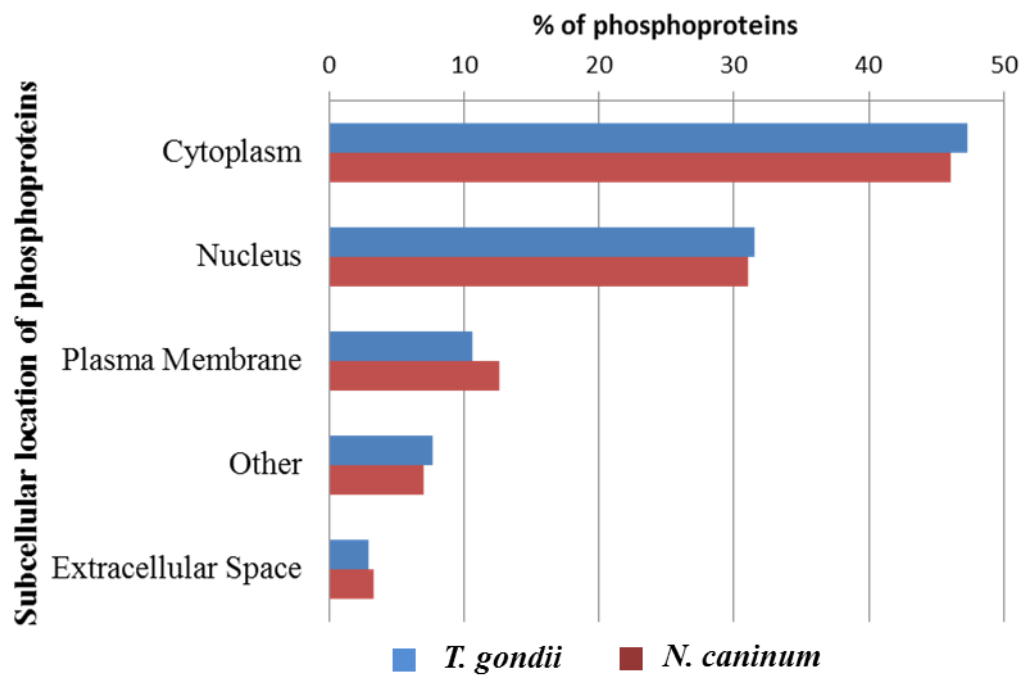 % of phosphoproteins
0 10 20 30 40 50
Subcellular location of phosphoproteins
Cytoplasm
Nucleus
Plasma Membrane
Other
Extracellular Space
T. gondii N. caninum